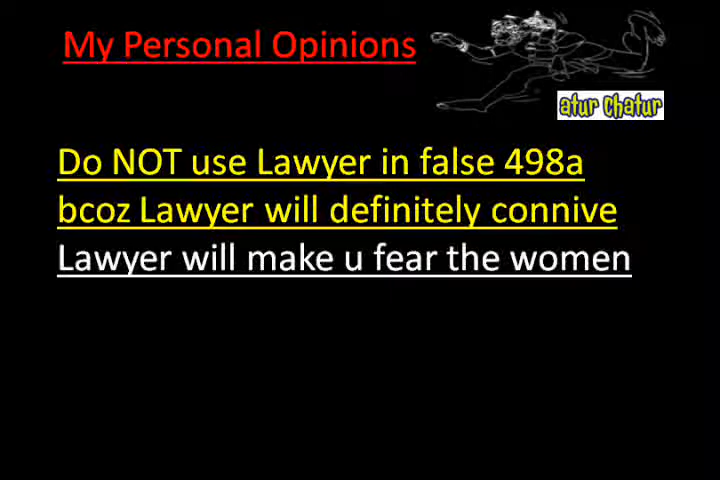 My Personal Opinions
atur chatur
Do NOT use Lawyer in false 498a
bcoz Lawyer will definitely connive
Lawyer will make u fear the women